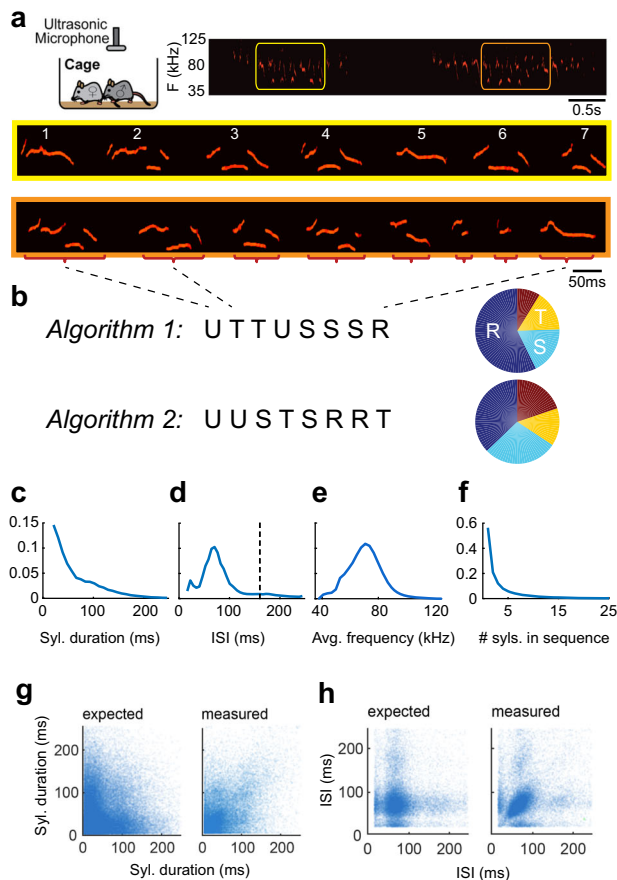 a
Ultrasonic
Microphone
Cage
♀ ♂
F (kHz)
125
80
35
0.5s
1 2 3 4 5 6 7
50ms
b
Algorithm 1: U T T U S S S R
R T S
Algorithm 2: U U S T S R R T
c d e f
0.15
0.1
0.05
0
0 100 200
Syl. duration (ms)
0 100 200
ISI (ms)
40 80 120
Avg. frequency (kHz)
0.6
0.4
0.2
0
5 15 25
# syls. in sequence
g
expected measured
Syl. duration (ms)
200
100
0
0 100 200 0 100 200
Syl. duration (ms)
h
expected measured
ISI (ms)
200
100
0
0 100 200 0 100 200
ISI (ms)